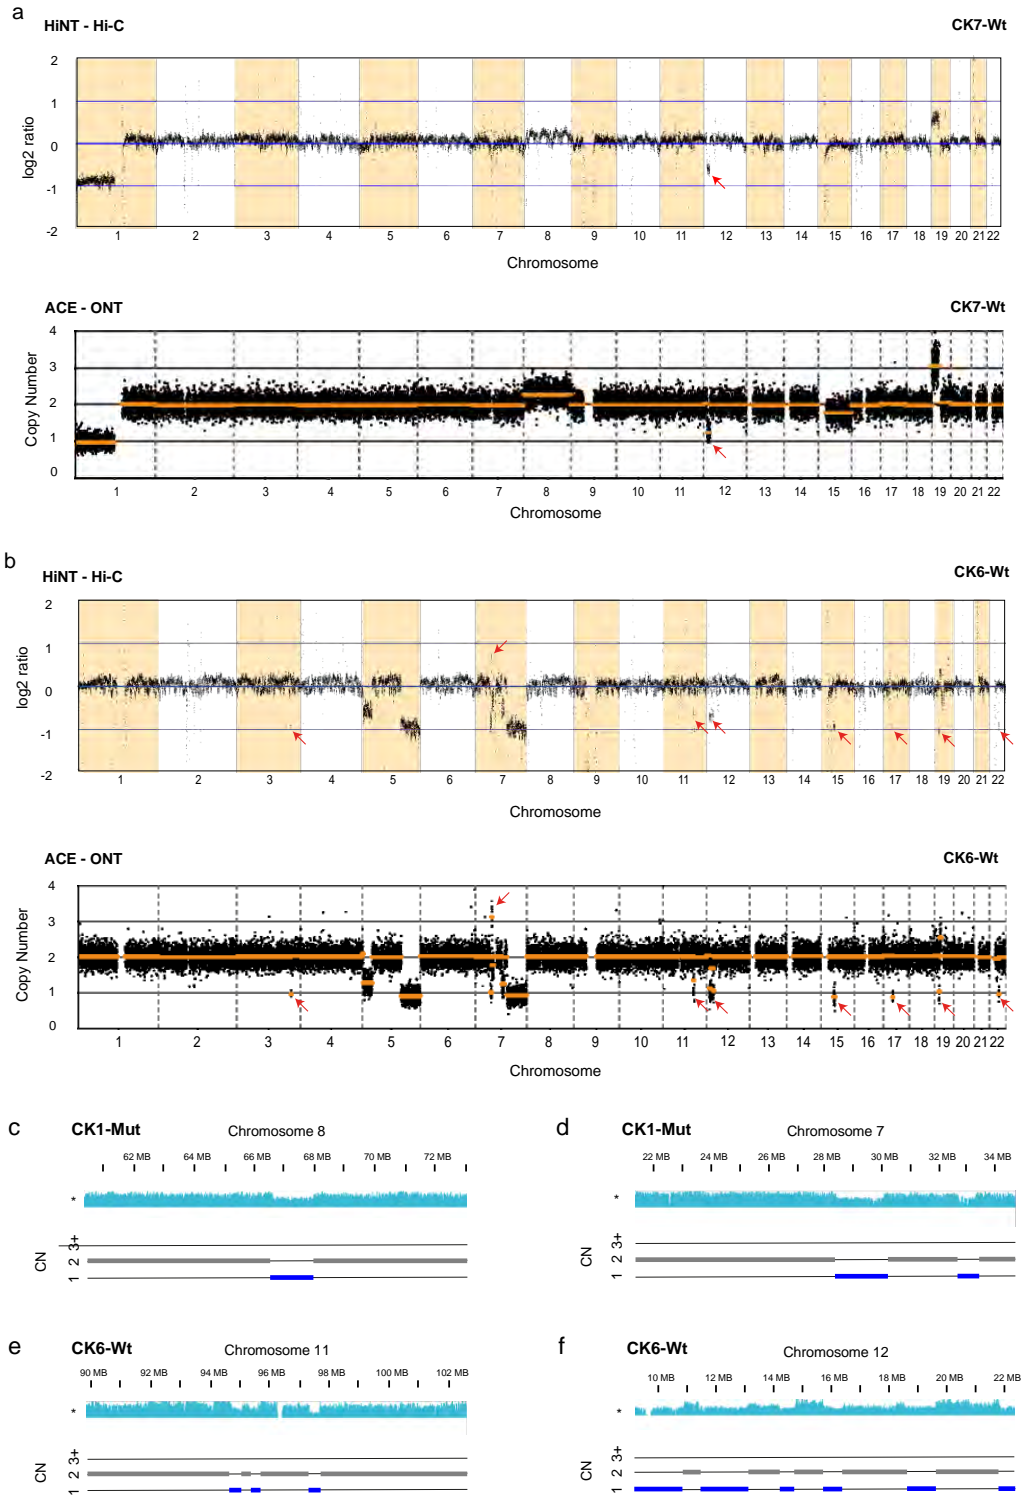 a
HiNT - Hi-C CK7-Wt
2
1
0
-1
-2
log2 ratio
1 2 3 4 5 6 7 8 9 10 11 12 13 14 15 16 17 18 19 20 21 22
Chromosome
ACE - ONT CK7-Wt
4
3
2
1
0
Copy Number
1 2 3 4 5 6 7 8 9 10 11 12 13 14 15 16 17 18 19 20 21 22
Chromosome
b
HiNT - Hi-C CK6-Wt
2
1
0
-1
-2
log2 ratio
1 2 3 4 5 6 7 8 9 10 11 12 13 14 15 16 17 18 19 20 21 22
Chromosome
ACE - ONT CK6-Wt
4
3
2
1
0
Copy Number
1 2 3 4 5 6 7 8 9 10 11 12 13 14 15 16 17 18 19 20 21 22
Chromosome
c CK1-Mut Chromosome 8
62 MB 64 MB 66 MB 68 MB 70 MB 72 MB
*
CN
3+
2
1
d CK1-Mut Chromosome 7
22 MB 24 MB 26 MB 28 MB 30 MB 32 MB 34 MB
*
CN
3+
2
1
e CK6-Wt Chromosome 11
90 MB 92 MB 94 MB 96 MB 98 MB 100 MB 102 MB
*
CN
3+
2
1
f CK6-Wt Chromosome 12
10 MB 12 MB 14 MB 16 MB 18 MB 20 MB 22 MB
*
CN
3+
2
1